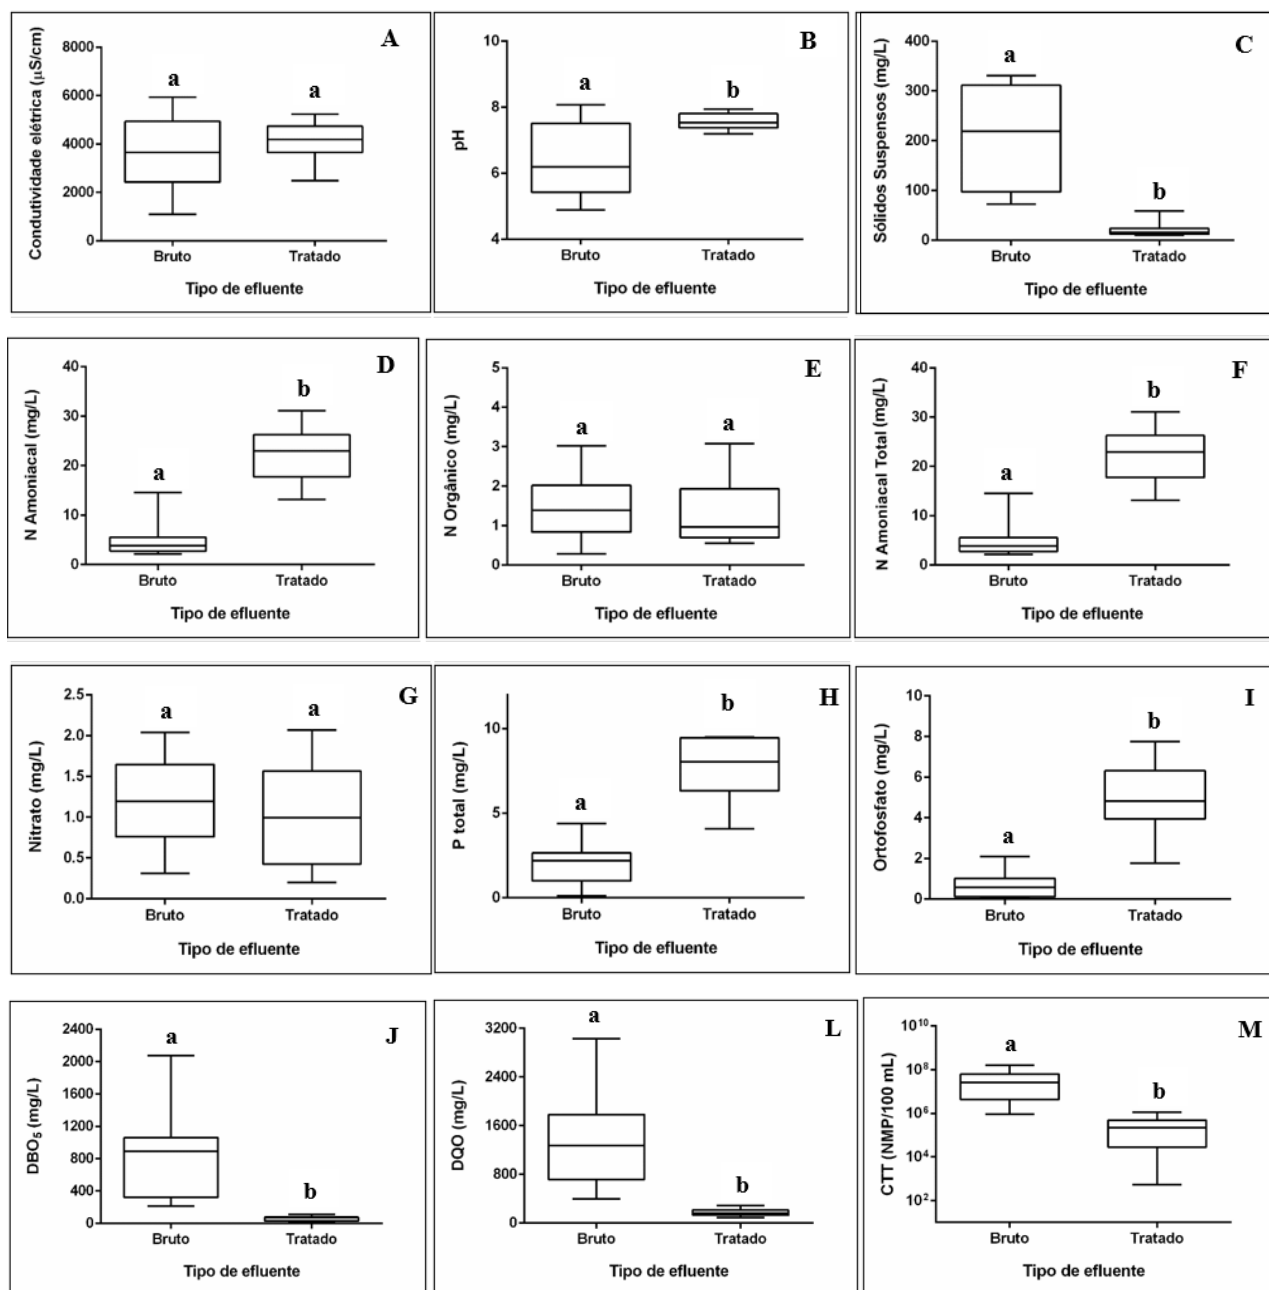 A
Condutividade elétrica (µS/cm)
8000
6000
4000
2000
0
a
a
Bruto
Tratado
Tipo de efluente
B
pH
10
8
6
4
a
b
Bruto
Tratado
Tipo de efluente
C
Sólidos Suspensos (mg/L)
400
300
200
100
0
a
b
Bruto
Tratado
Tipo de efluente
D
N Amoniacal (mg/L)
40
30
20
10
0
a
b
Bruto
Tratado
Tipo de efluente
E
N Orgânico (mg/L)
5
4
3
2
1
0
a
a
Bruto
Tratado
Tipo de efluente
F
N Amoniacal Total (mg/L)
40
30
20
10
0
a
b
Bruto
Tratado
Tipo de efluente
G
Nitrato (mg/L)
2.5
2.0
1.5
1.0
0.5
0.0
a
a
Bruto
Tratado
Tipo de efluente
H
P total (mg/L)
10
5
0
a
b
Bruto
Tratado
Tipo de efluente
I
Ortofosfato (mg/L)
10
8
6
4
2
0
a
b
Bruto
Tratado
Tipo de efluente
J
DBO₅ (mg/L)
2400
2000
1600
1200
800
400
0
a
b
Bruto
Tratado
Tipo de efluente
L
DQO (mg/L)
3200
2400
1600
800
0
a
b
Bruto
Tratado
Tipo de efluente
M
CTT (NMP/100 mL)
10¹⁰
10⁸
10⁶
10⁴
10²
a
b
Bruto
Tratado
Tipo de efluente